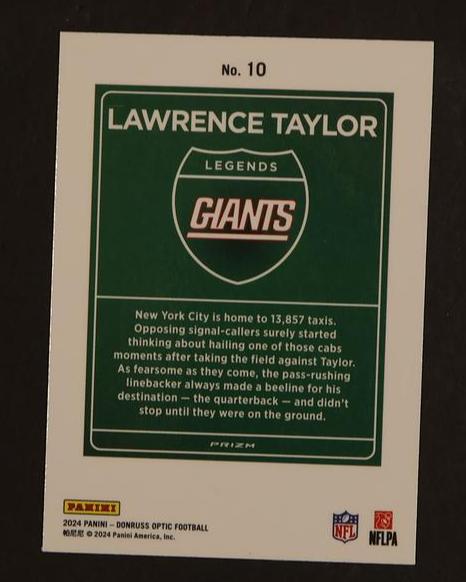 No. 10
LAWRENCE TAYLOR
LEGENDS
GIANTS
New York City is home to 13,857 taxis.
Opposing signal-callers surely started
thinking about hailing one of those cabs
moments after taking the field against Taylor.
As fearsome as they come, the pass-rushing
linebacker always made a beeline for his
destination — the quarterback — and didn't
stop until they were on the ground.
PRIZM
PANINI
2024 PANINI – DONRUSS OPTIC FOOTBALL
帕尼尼 © 2024 Panini America, Inc.
NFL
NFLPA